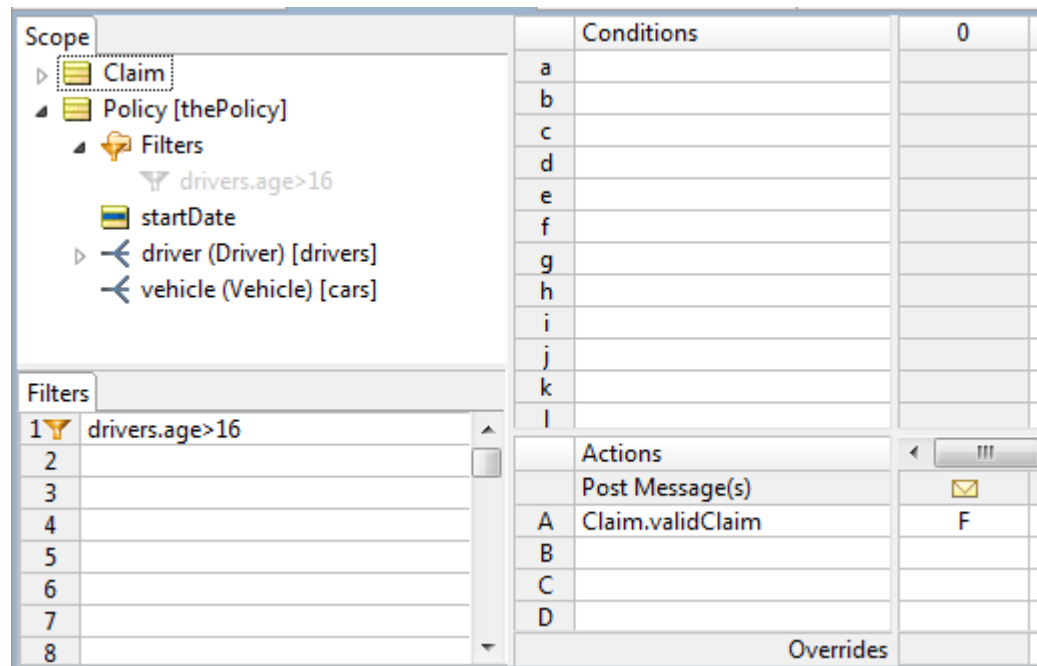 Scope
Claim
Policy [thePolicy]
Filters
drivers.age>16
startDate
driver (Driver) [drivers]
vehicle (Vehicle) [cars]
Filters
1 drivers.age>16
2
3
4
5
6
7
8
Conditions 0
a
b
c
d
e
f
g
h
i
j
k
l
Actions
Post Message(s)
A Claim.validClaim F
B
C
D
Overrides